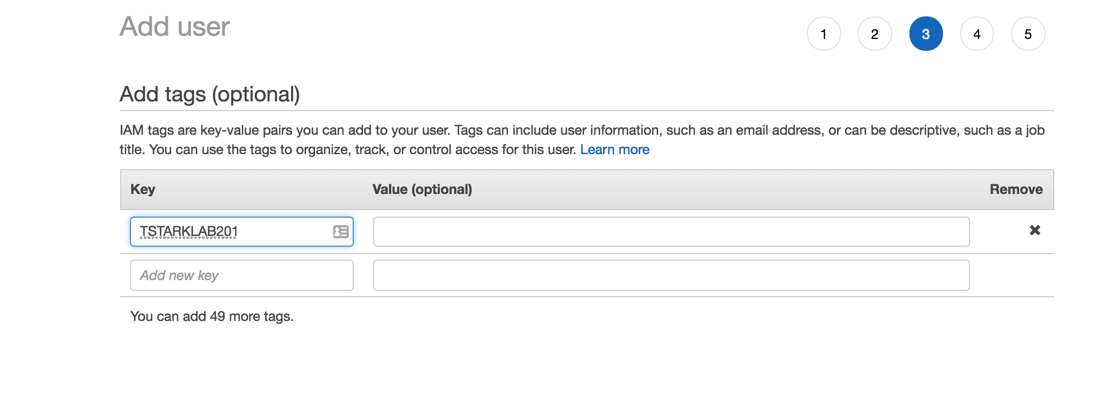 Add user
1 2 3 4 5
Add tags (optional)
IAM tags are key-value pairs you can add to your user. Tags can include user information, such as an email address, or can be descriptive, such as a job
title. You can use the tags to organize, track, or control access for this user. Learn more
Key Value (optional) Remove
TSTARKLAB201
Add new key
You can add 49 more tags.